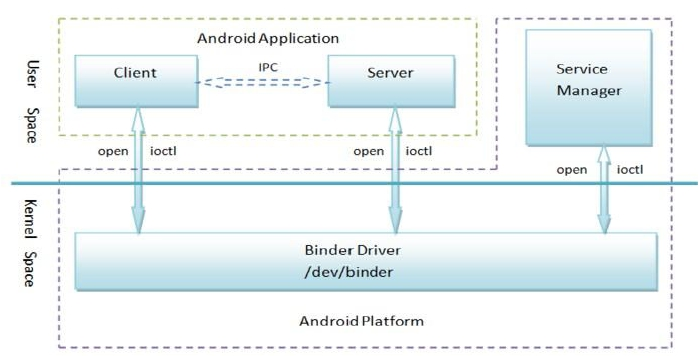 Android Application
Client
IPC
Server
Service
Manager
User Space
open ioctl
open ioctl
open ioctl
Kernel Space
Binder Driver
/dev/binder
Android Platform